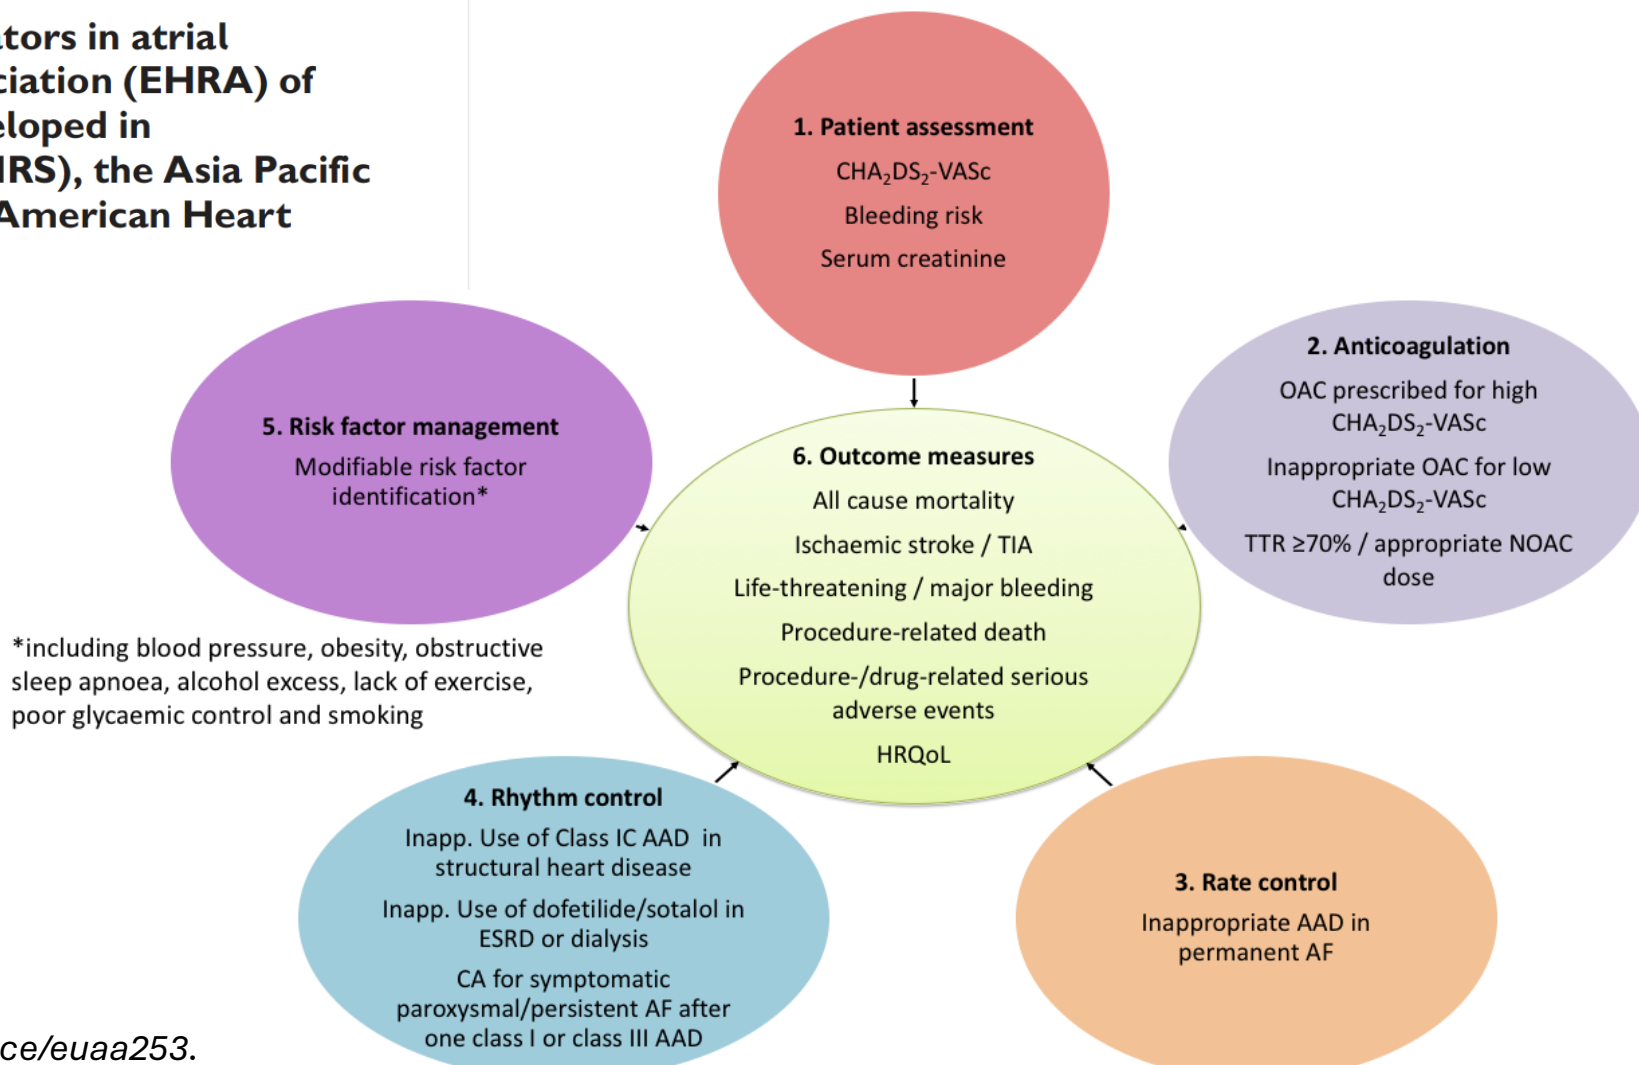 ators in atrial
ciation (EHRA) of
eloped in
HRS), the Asia Pacific
American Heart
1. Patient assessment
CHA₂DS₂-VASc
Bleeding risk
Serum creatinine
2. Anticoagulation
OAC prescribed for high
CHA₂DS₂-VASc
Inappropriate OAC for low
CHA₂DS₂-VASc
TTR ≥70% / appropriate NOAC
dose
5. Risk factor management
Modifiable risk factor
identification*
6. Outcome measures
All cause mortality
Ischaemic stroke / TIA
Life-threatening / major bleeding
Procedure-related death
Procedure-/drug-related serious
adverse events
HRQoL
*including blood pressure, obesity, obstructive
sleep apnoea, alcohol excess, lack of exercise,
poor glycaemic control and smoking
4. Rhythm control
Inapp. Use of Class IC AAD in
structural heart disease
Inapp. Use of dofetilide/sotalol in
ESRD or dialysis
CA for symptomatic
paroxysmal/persistent AF after
one class I or class III AAD
3. Rate control
Inappropriate AAD in
permanent AF
ce/euaa253.